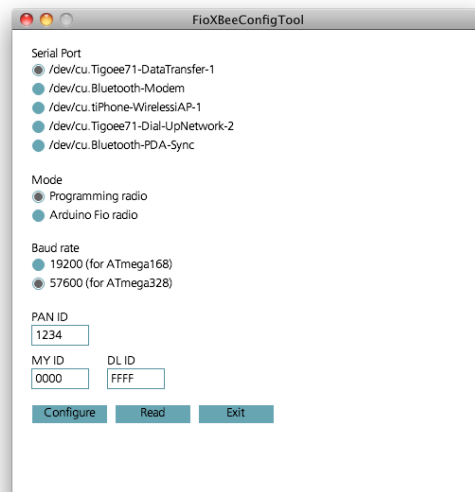 FioXBeeConfigTool
Serial Port
/dev/cu.Tigoee71-DataTransfer-1
/dev/cu.Bluetooth-Modem
/dev/cu.tiPhone-WirelessiAP-1
/dev/cu.Tigoee71-Dial-UpNetwork-2
/dev/cu.Bluetooth-PDA-Sync
Mode
Programming radio
Arduino Fio radio
Baud rate
19200 (for ATmega168)
57600 (for ATmega328)
PAN ID
1234
MY ID DL ID
0000 FFFF
Configure Read Exit